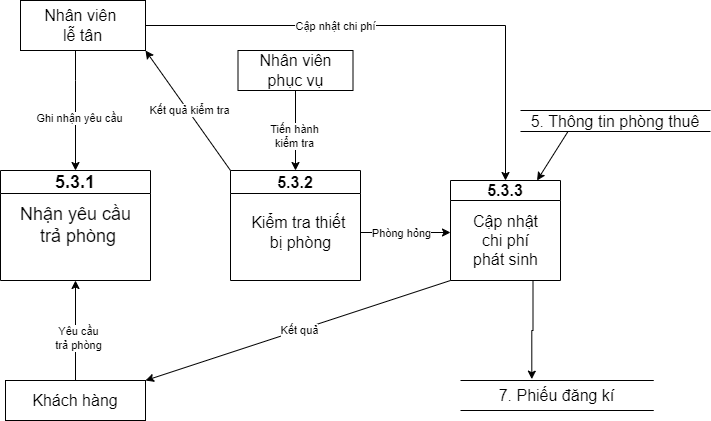 Nhân viên
lễ tân
Cập nhật chi phí
Nhân viên
phục vụ
Kết quả kiểm tra
Ghi nhận yêu cầu
Tiến hành
kiểm tra
5. Thông tin phòng thuê
5.3.1
Nhận yêu cầu
trả phòng
5.3.2
Kiểm tra thiết
bị phòng
Phòng hỏng
5.3.3
Cập nhật
chi phí
phát sinh
Yêu cầu
trả phòng
Kết quả
Khách hàng
7. Phiếu đăng kí